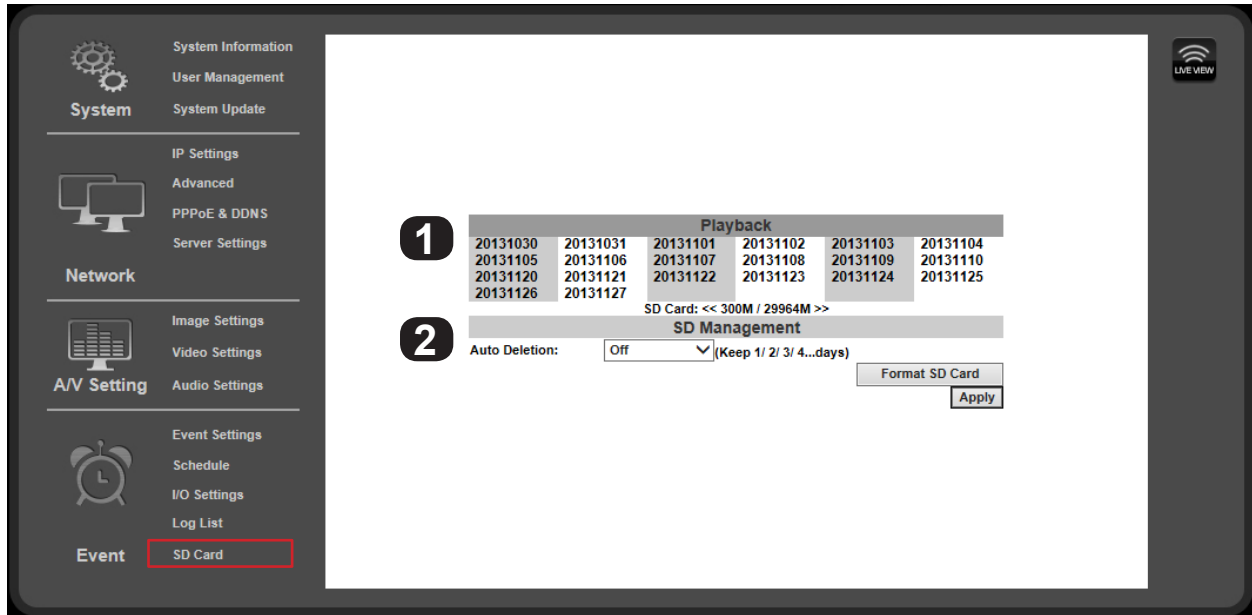 System Information
User Management
System
System Update
IP Settings
Advanced
PPPoE & DDNS
Server Settings
Network
Image Settings
Video Settings
A/V Setting
Audio Settings
Event Settings
Schedule
I/O Settings
Log List
Event
SD Card
LIVE VIEW
1
Playback
20131030 20131031 20131101 20131102 20131103 20131104
20131105 20131106 20131107 20131108 20131109 20131110
20131120 20131121 20131122 20131123 20131124 20131125
20131126 20131127
SD Card: << 300M / 29964M >>
2
SD Management
Auto Deletion: Off (Keep 1/ 2/ 3/ 4...days)
Format SD Card
Apply